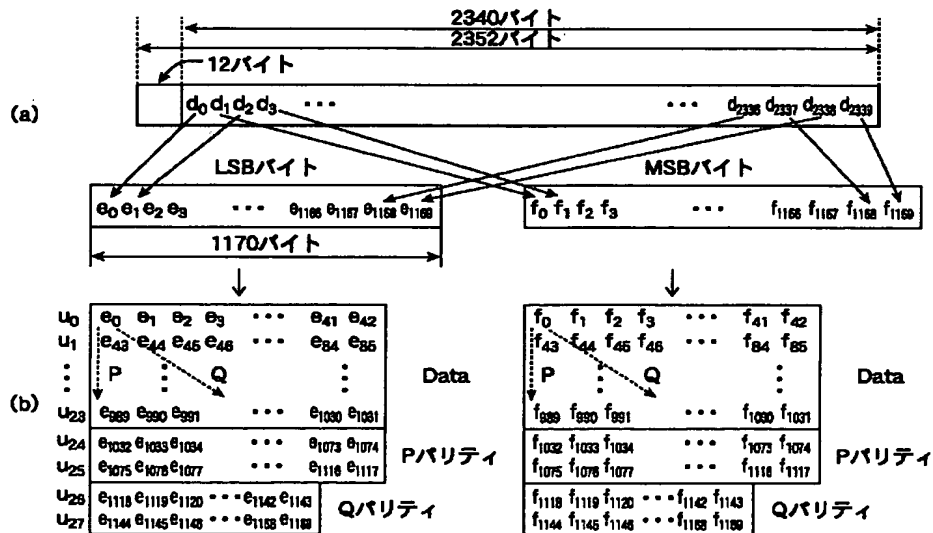 2340バイト
2352バイト
12バイト
(a)
d0 d1 d2 d3 ・・・ ・・・ d2336 d2337 d2338 d2339
LSBバイト MSBバイト
e0 e1 e2 e3 ・・・ e1166 e1167 e1168 e1169 f0 f1 f2 f3 ・・・ f1166 f1167 f1168 f1169
1170バイト
(b)
u0 e0 e1 e2 e3 ・・・ e41 e42 f0 f1 f2 f3 ・・・ f41 f42
u1 e43 e44 e45 e46 ・・・ e84 e85 f43 f44 f45 f46 ・・・ f84 f85
P Q Data P Q Data
u23 e989 e990 e991 ・・・ e1030 e1031 f989 f990 f991 ・・・ f1030 f1031
u24 e1032 e1033 e1034 ・・・ e1073 e1074 f1032 f1033 f1034 ・・・ f1073 f1074
Pパリティ Pパリティ
u25 e1075 e1076 e1077 ・・・ e1116 e1117 f1075 f1076 f1077 ・・・ f1116 f1117
u26 e1118 e1119 e1120 ・・・ e1142 e1143 f1118 f1119 f1120 ・・・ f1142 f1143
Qパリティ Qパリティ
u27 e1144 e1145 e1146 ・・・ e1168 e1169 f1144 f1145 f1146 ・・・ f1168 f1169